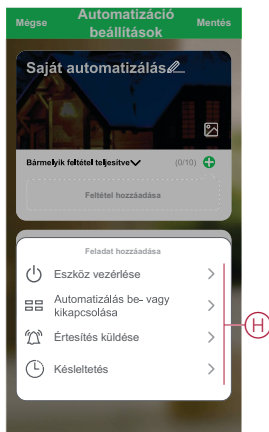 Mégse Automatizáció beállítások Mentés
Saját automatizálás
Bármelyik feltétel teljesítve (0/10)
Feltétel hozzáadása
Feladat hozzáadása
Eszköz vezérlése
Automatizálás be- vagy
kikapcsolása
Értesítés küldése
Késleltetés
H